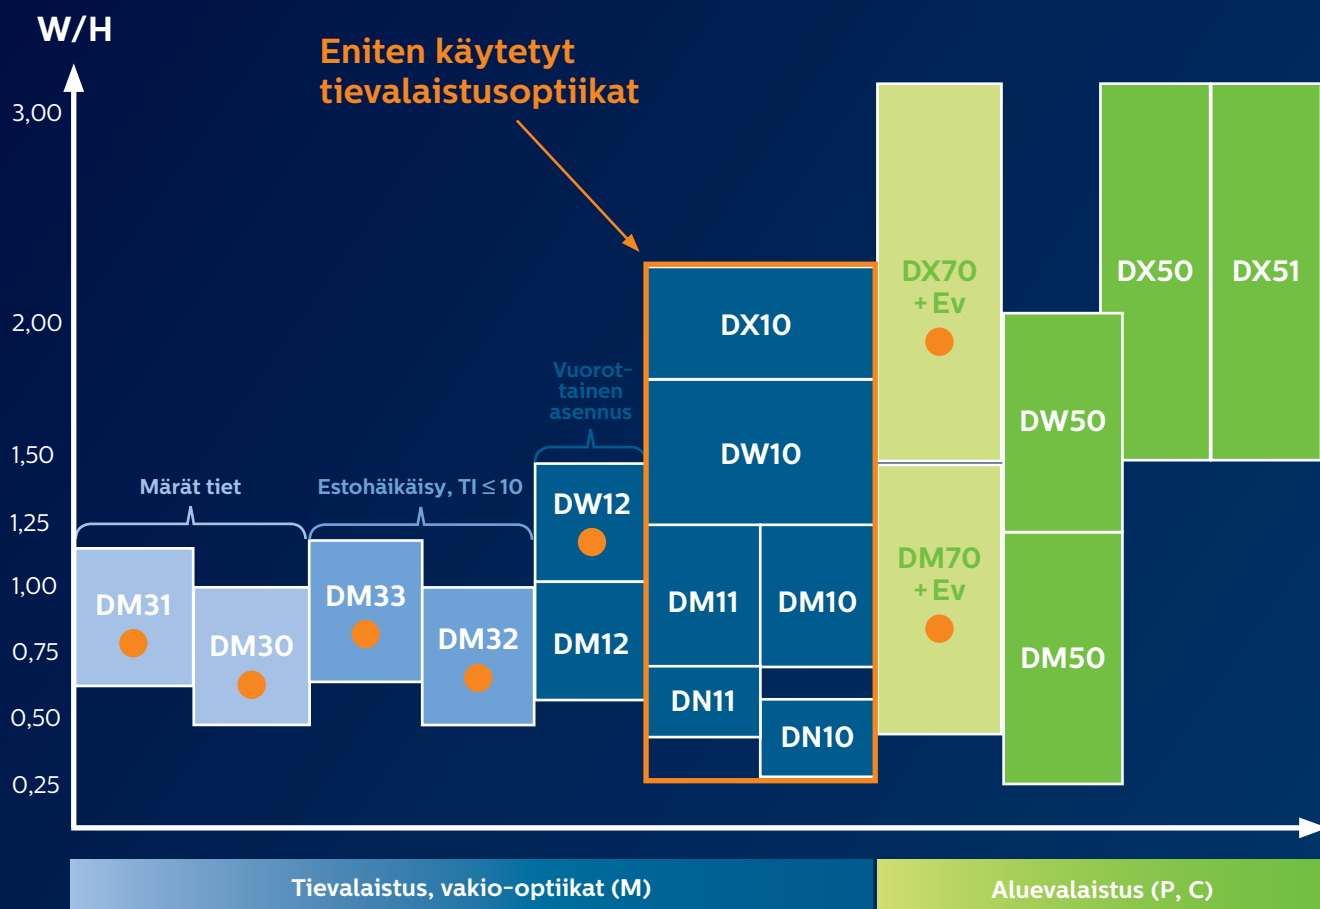 W/H
Eniten käytetyt
tievalaistusoptiikat
3,00
2,00
1,50
1,25
1,00
0,75
0,50
0,25
Märät tiet
DM31
DM30
Estohäikäisy, TI ≤ 10
DM33
DM32
Vuorot-
tainen
asennus
DW12
DM12
DX10
DW10
DM11
DM10
DN11
DN10
DX70
+ Ev
DM70
+ Ev
DW50
DM50
DX50
DX51
Tievalaistus, vakio-optiikat (M)
Aluevalaistus (P, C)